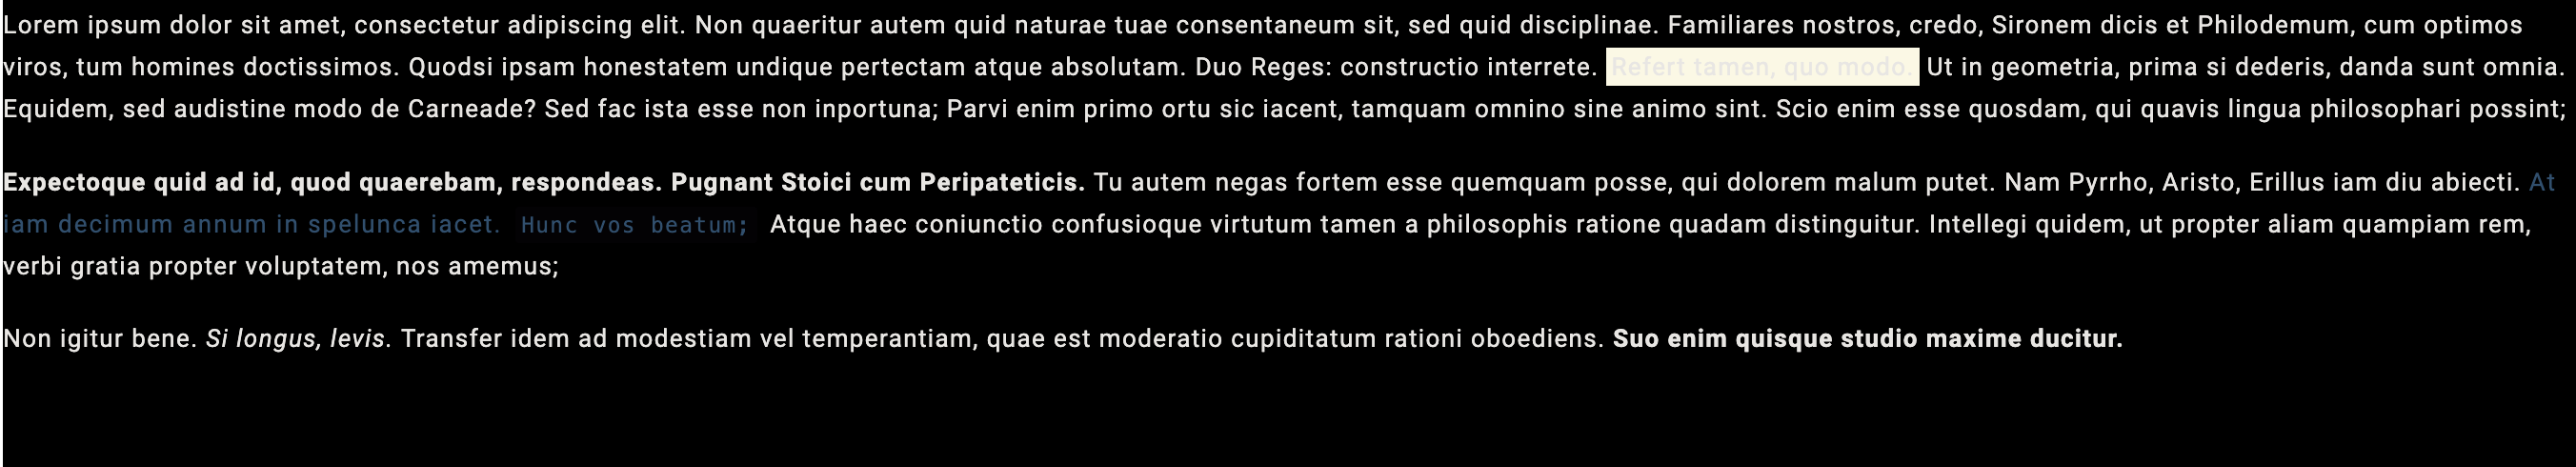 Lorem ipsum dolor sit amet, consectetur adipiscing elit. Non quaeritur autem quid naturae tuae consentaneum sit, sed quid disciplinae. Familiares nostros, credo, Sironem dicis et Philodemum, cum optimos
viros, tum homines doctissimos. Quodsi ipsam honestatem undique pertectam atque absolutam. Duo Reges: constructio interrete. Refert tamen, quo modo. Ut in geometria, prima si dederis, danda sunt omnia.
Equidem, sed audistine modo de Carneade? Sed fac ista esse non inportuna; Parvi enim primo ortu sic iacent, tamquam omnino sine animo sint. Scio enim esse quosdam, qui quavis lingua philosophari possint;
Expectoque quid ad id, quod quaerebam, respondeas. Pugnant Stoici cum Peripateticis. Tu autem negas fortem esse quemquam posse, qui dolorem malum putet. Nam Pyrrho, Aristo, Erillus iam diu abiecti. At
iam decimum annum in spelunca iacet. Hunc vos beatum; Atque haec coniunctio confusioque virtutum tamen a philosophis ratione quadam distinguitur. Intellegi quidem, ut propter aliam quampiam rem,
verbi gratia propter voluptatem, nos amemus;
Non igitur bene. Si longus, levis. Transfer idem ad modestiam vel temperantiam, quae est moderatio cupiditatum rationi oboediens. Suo enim quisque studio maxime ducitur.